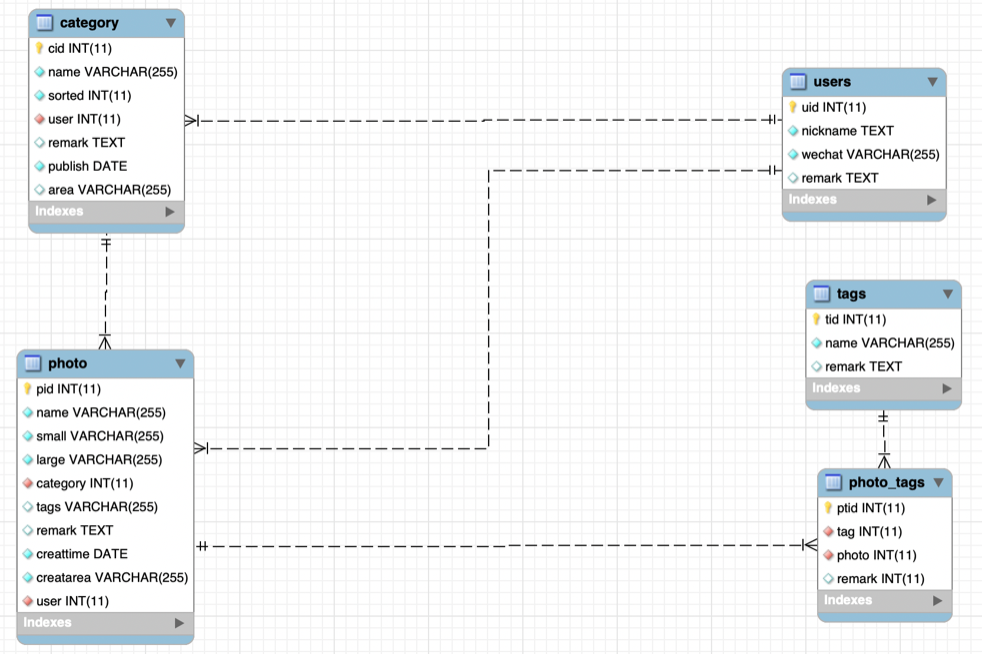 category
cid INT(11)
name VARCHAR(255)
sorted INT(11)
user INT(11)
remark TEXT
publish DATE
area VARCHAR(255)
Indexes
users
uid INT(11)
nickname TEXT
wechat VARCHAR(255)
remark TEXT
Indexes
tags
tid INT(11)
name VARCHAR(255)
remark TEXT
Indexes
photo
pid INT(11)
name VARCHAR(255)
small VARCHAR(255)
large VARCHAR(255)
category INT(11)
tags VARCHAR(255)
remark TEXT
creattime DATE
creatarea VARCHAR(255)
user INT(11)
Indexes
photo_tags
ptid INT(11)
tag INT(11)
photo INT(11)
remark INT(11)
Indexes